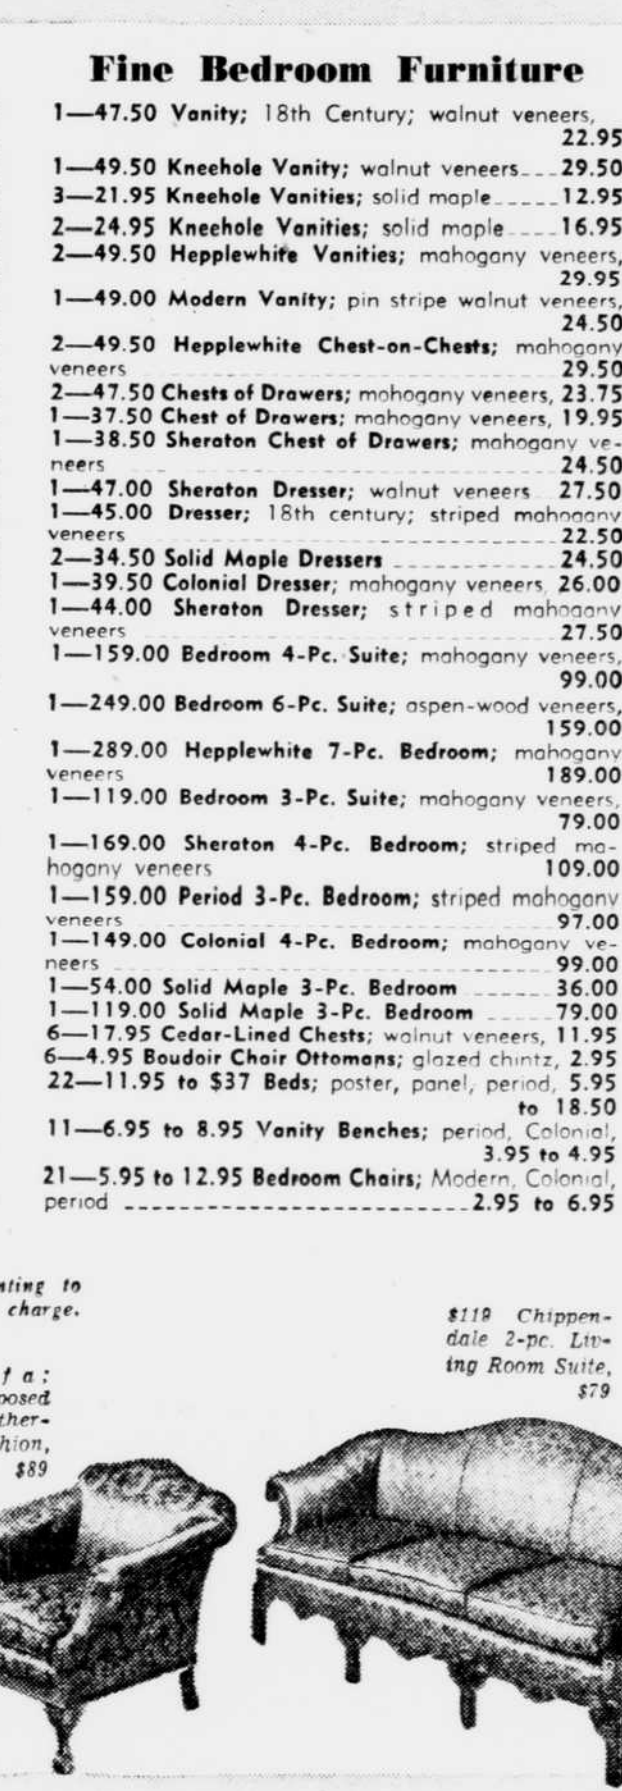 Fine Bedroom Furniture
1—47.50 Vanity; 18th Century; walnut veneers,
22.95
1—49.50 Kneehole Vanity; walnut veneers---29.50
3—21.95 Kneehole Vanities; solid maple------12.95
2—24.95 Kneehole Vanities; solid maple----16.95
2—49.50 Hepplewhite Vanities; mahogany veneers,
29.95
1—49.00 Modern Vanity; pin stripe walnut veneers,
24.50
2—49.50 Hepplewhite Chest-on-Chests; mahogany
veneers ---------------------------- 29.50
2—47.50 Chests of Drawers; mahogany veneers, 23.75
1—37.50 Chest of Drawers; mahogany veneers, 19.95
1—38.50 Sheraton Chest of Drawers; mahogany ve-
neers ---------------------------- 24.50
1—47.00 Sheraton Dresser; walnut veneers 27.50
1—45.00 Dresser; 18th century; striped mahogany
veneers ---------------------------- 22.50
2—34.50 Solid Maple Dressers ------------ 24.50
1—39.50 Colonial Dresser; mahogany veneers, 26.00
1—44.00 Sheraton Dresser; striped mahogany
veneers ---------------------------- 27.50
1—159.00 Bedroom 4-Pc. Suite; mahogany veneers,
99.00
1—249.00 Bedroom 6-Pc. Suite; aspen-wood veneers,
159.00
1—289.00 Hepplewhite 7-Pc. Bedroom; mahogany
veneers 189.00
1—119.00 Bedroom 3-Pc. Suite; mahogany veneers,
79.00
1—169.00 Sheraton 4-Pc. Bedroom; striped ma-
hogany veneers 109.00
1—159.00 Period 3-Pc. Bedroom; striped mahogany
veneers ---------------------------- 97.00
1—149.00 Colonial 4-Pc. Bedroom; mahogany ve-
neers ---------------------------- 99.00
1—54.00 Solid Maple 3-Pc. Bedroom ------ 36.00
1—119.00 Solid Maple 3-Pc. Bedroom ----- 79.00
6—17.95 Cedar-Lined Chests; walnut veneers, 11.95
6—4.95 Boudoir Chair Ottomans; glazed chintz, 2.95
22—11.95 to $37 Beds; poster, panel, period, 5.95
to 18.50
11—6.95 to 8.95 Vanity Benches; period, Colonial,
3.95 to 4.95
21—5.95 to 12.95 Bedroom Chairs; Modern, Colonial,
period -------------------------2.95 to 6.95
ating to
charge.
f a ;
posed
ther-
hion,
$89
$119 Chippen-
dale 2-pc. Liv-
ing Room Suite,
$79